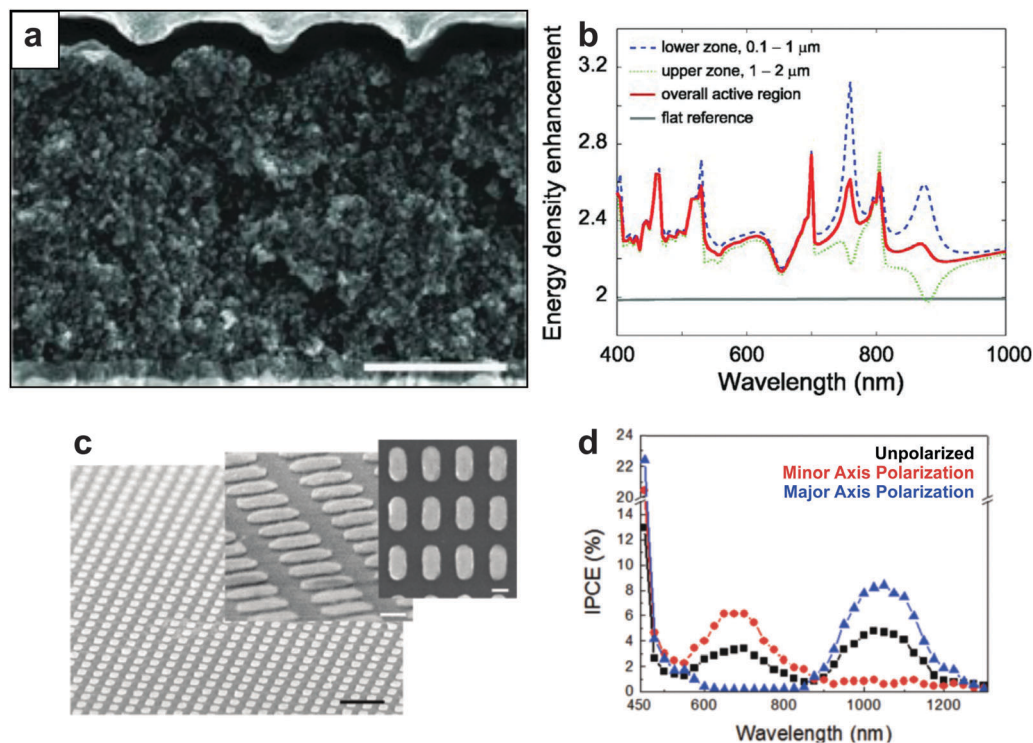 a
b
Energy density enhancement
3.2
2.8
2.4
2
lower zone, 0.1 – 1 μm
upper zone, 1 – 2 μm
overall active region
flat reference
400
600
800
1000
Wavelength (nm)
c
d
IPCE (%)
24
22
20
14
12
10
8
6
4
2
0
Unpolarized
Minor Axis Polarization
Major Axis Polarization
450
600
800
1000
1200
Wavelength (nm)